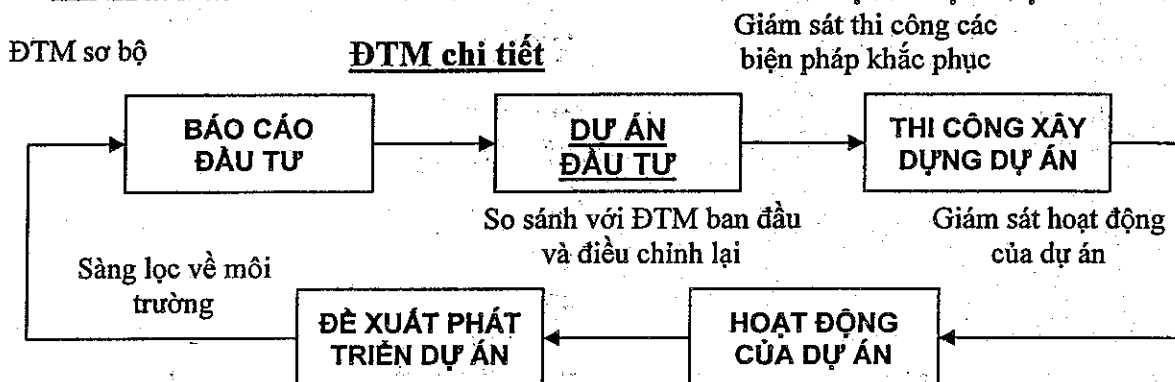 Giám sát thi công các
biện pháp khắc phục
ĐTM sơ bộ
ĐTM chi tiết
BÁO CÁO
ĐẦU TƯ
DỰ ÁN
ĐẦU TƯ
THI CÔNG XÂY
DỰNG DỰ ÁN
So sánh với ĐTM ban đầu
và điều chỉnh lại
Giám sát hoạt động
của dự án
Sàng lọc về môi
trường
ĐỀ XUẤT PHÁT
TRIỂN DỰ ÁN
HOẠT ĐỘNG
CỦA DỰ ÁN